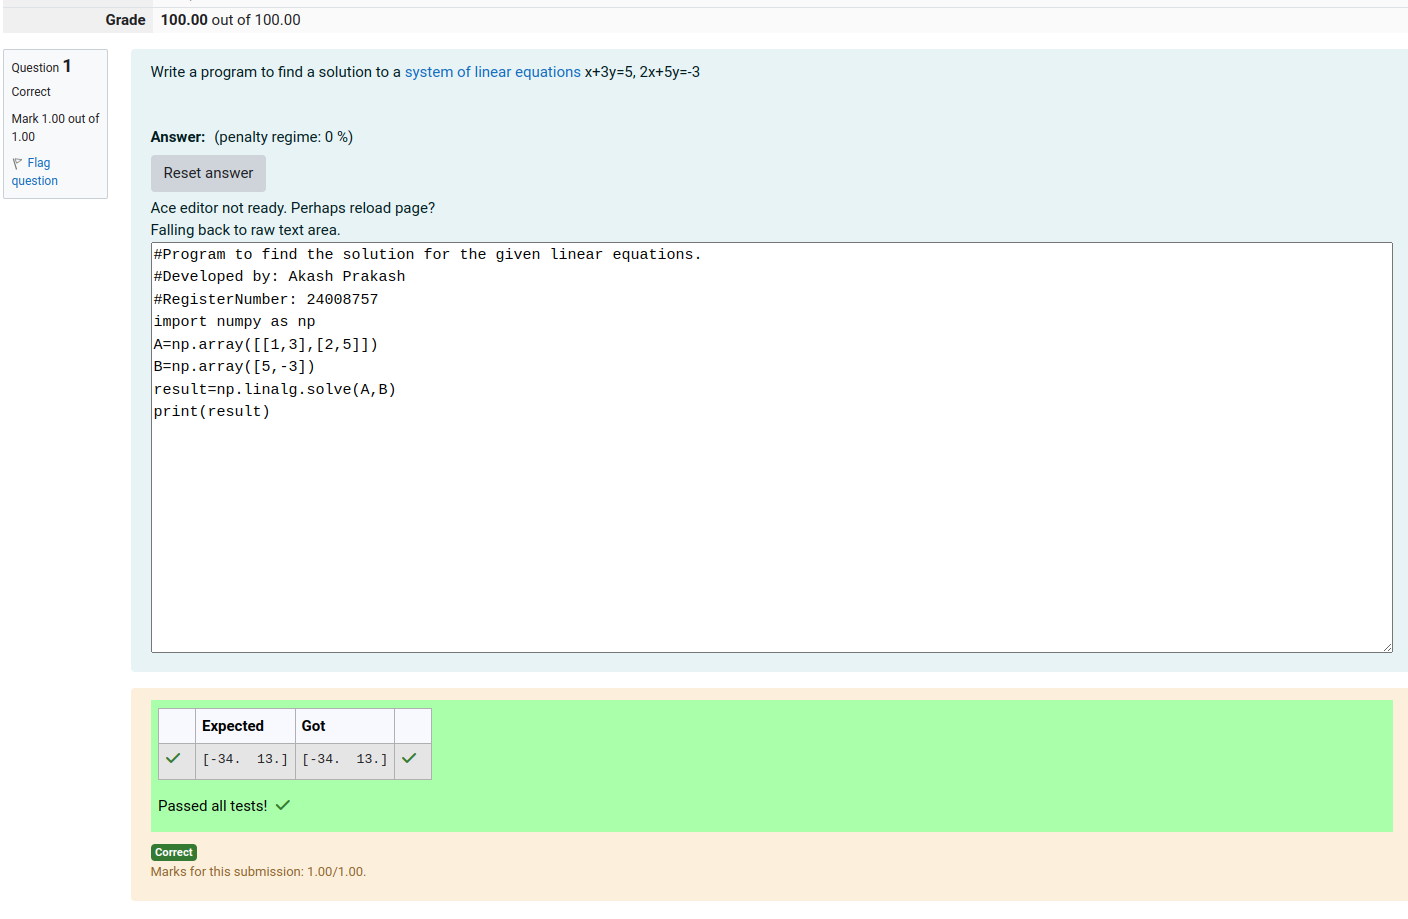 Grade 100.00 out of 100.00
Question 1
Correct
Mark 1.00 out of
1.00
Flag
question
Write a program to find a solution to a system of linear equations x+3y=5, 2x+5y=-3
Answer: (penalty regime: 0 %)
Reset answer
Ace editor not ready. Perhaps reload page?
Falling back to raw text area.
#Program to find the solution for the given linear equations.
#Developed by: Akash Prakash
#RegisterNumber: 24008757
import numpy as np
A=np.array([[1,3],[2,5]])
B=np.array([5,-3])
result=np.linalg.solve(A,B)
print(result)
Expected Got
[-34.  13.] [-34.  13.]
Passed all tests!
Correct
Marks for this submission: 1.00/1.00.